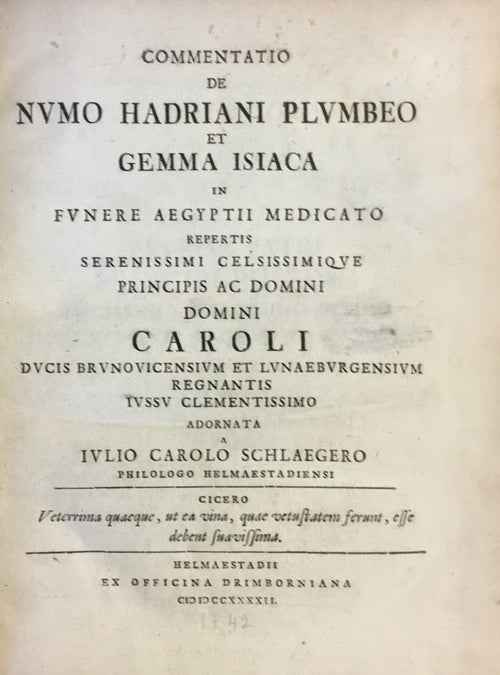 COMMENTATIO
DE
NVMO HADRIANI PLVMBEO
ET
GEMMA ISIACA
IN
FVNERE AEGYPTII MEDICATO
REPERTIS
SERENISSIMI CELSISSIMIQVE
PRINCIPIS AC DOMINI
DOMINI
CAROLI
DVCIS BRVNOVICENSIVM ET LVNAEBVRGENSIVM
REGNANTIS
IVSSV CLEMENTISSIMO
ADORNATA
A
IVLIO CAROLO SCHLAEGERO
PHILOLOGO HELMAESTADIENSI
CICERO
Veterrima quaeque, ut ea vina, quae vetuſtatem ferunt, eſſe
debent ſuaviſſima.
HELMAESTADII
EX OFFICINA DRIMBORNIANA
CIↃIↃCCXXXXII.
1742